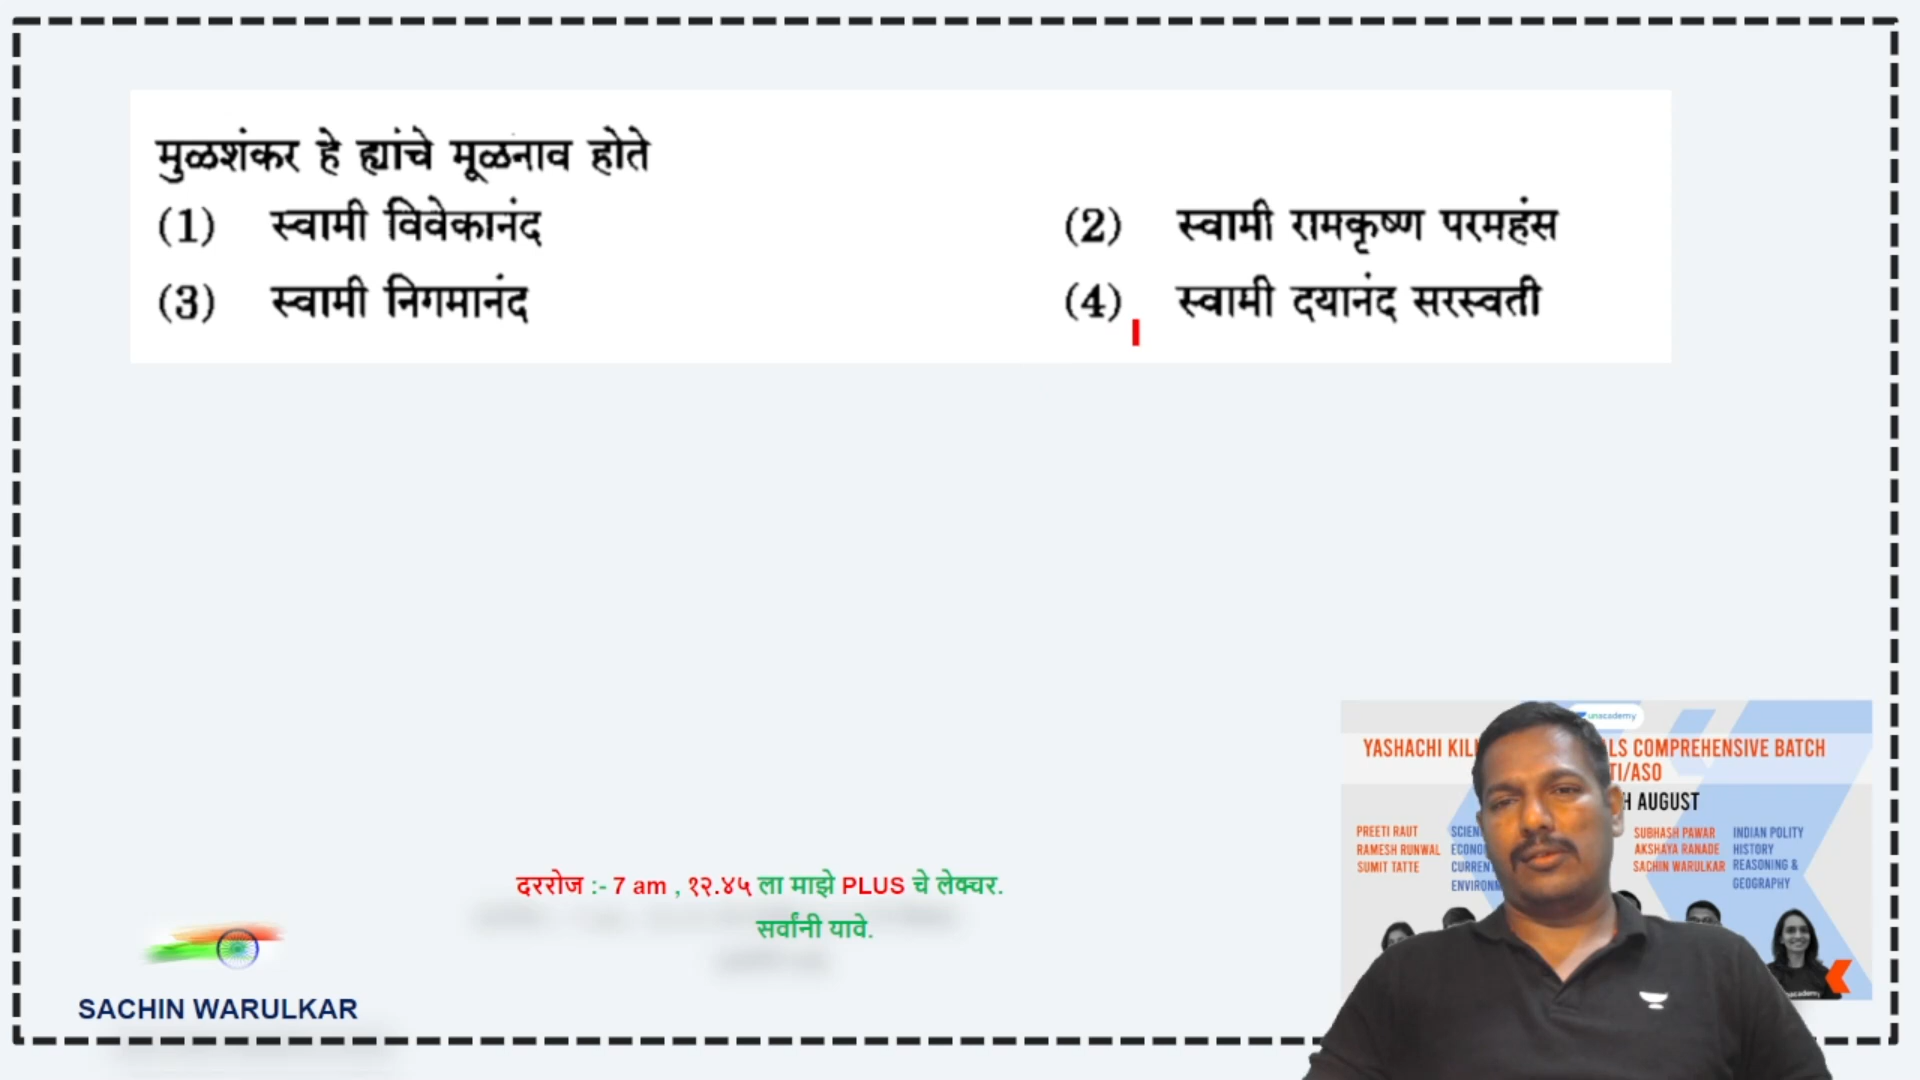 मुळशंकर हे ह्यांचे मूळनाव होते
(1) स्वामी विवेकानंद (2) स्वामी रामकृष्ण परमहंस
(3) स्वामी निगमानंद (4) स्वामी दयानंद सरस्वती
unacademy
YASHACHI LS COMPREHENSIVE BATCH
TI/ASO
H AUGUST
PREETI RAUT SUBHASH PAWAR INDIAN POLITY
RAMESH RUNWAL AKSHAYA RANADE HISTORY
SUMIT TATTE SACHIN WARULKAR REASONING &
GEOGRAPHY
दररोज :- 7 am , १२.४५ ला माझे PLUS चे लेक्चर.
सर्वांनी यावे.
SACHIN WARULKAR